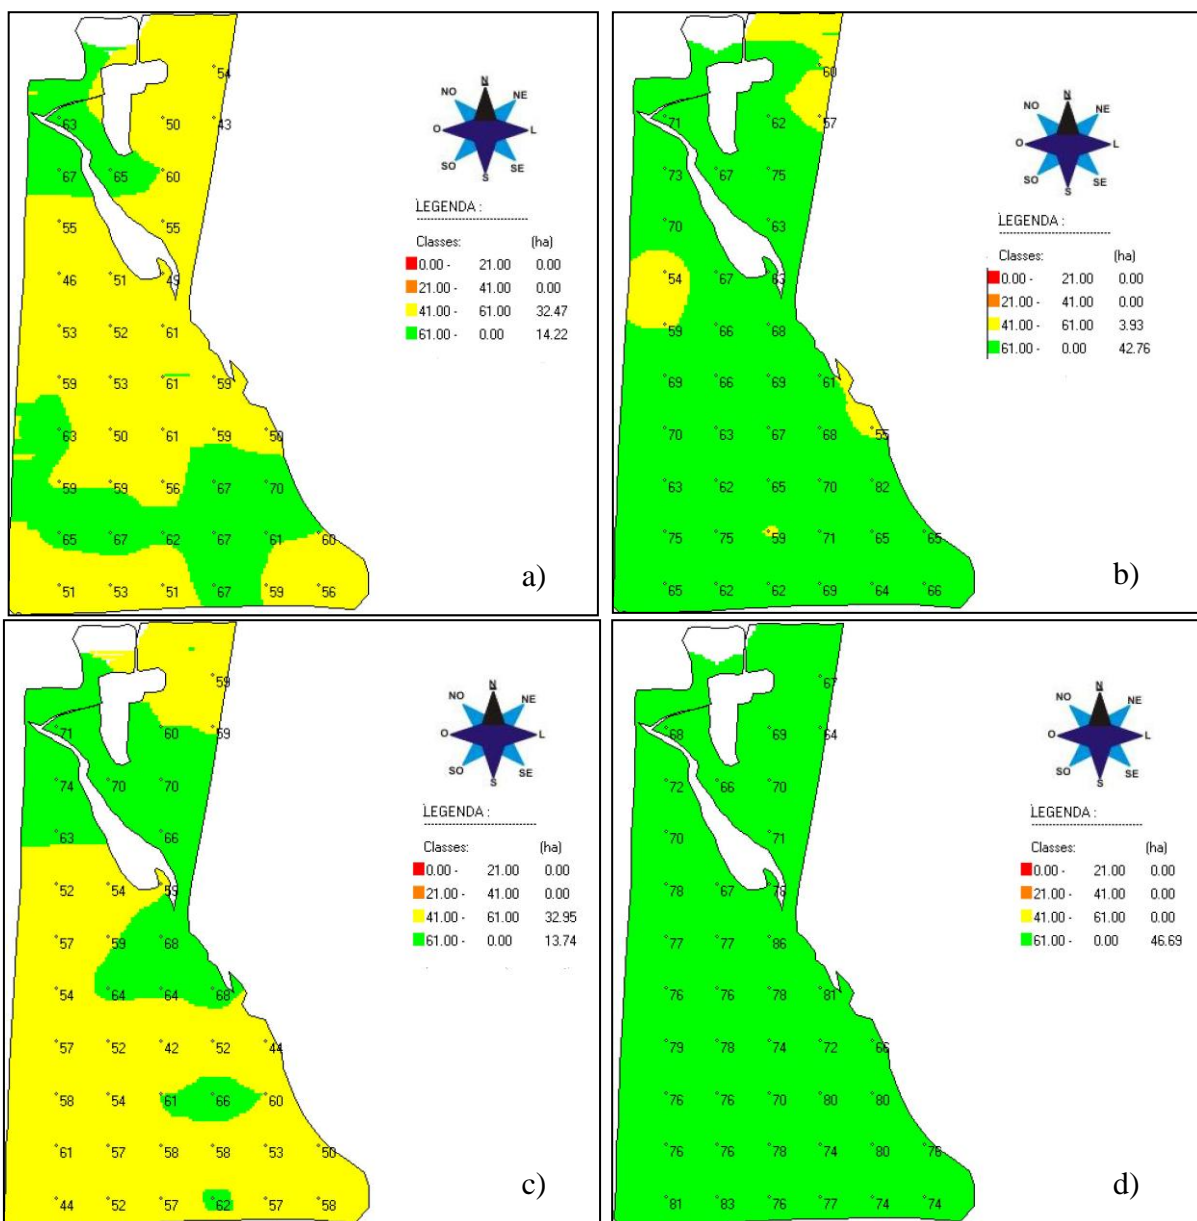 54
63 50 43
67 65 60
55 55
46 51 49
53 52 61
59 53 61 59
63 50 61 59 50
59 59 56 67 70
65 67 62 67 61 60
51 53 51 67 59 56
N
NO NE
O L
SO SE
S
LEGENDA :
Classes: (ha)
0.00 - 21.00 0.00
21.00 - 41.00 0.00
41.00 - 61.00 32.47
61.00 - 0.00 14.22
a)
60
71 62 57
73 67 75
70 63
54 67 63
59 66 68
69 66 69 61
70 63 67 68 55
63 62 65 70 82
75 75 59 71 65 65
65 62 62 69 64 66
N
NO NE
O L
SO SE
S
LEGENDA :
Classes: (ha)
0.00 - 21.00 0.00
21.00 - 41.00 0.00
41.00 - 61.00 3.93
61.00 - 0.00 42.76
b)
59
71 60 59
74 70 70
63 66
52 54 59
57 59 68
54 64 64 68
57 52 42 52 44
58 54 61 66 60
61 57 58 58 53 50
44 52 57 62 57 58
N
NO NE
O L
SO SE
S
LEGENDA :
Classes: (ha)
0.00 - 21.00 0.00
21.00 - 41.00 0.00
41.00 - 61.00 32.95
61.00 - 0.00 13.74
c)
67
68 69 64
72 66 70
70 71
78 67 78
77 77 86
76 76 78 81
79 78 74 72 66
76 76 70 80 80
76 76 78 74 80 76
81 83 76 77 74 74
N
NO NE
O L
SO SE
S
LEGENDA :
Classes: (ha)
0.00 - 21.00 0.00
21.00 - 41.00 0.00
41.00 - 61.00 0.00
61.00 - 0.00 46.69
d)